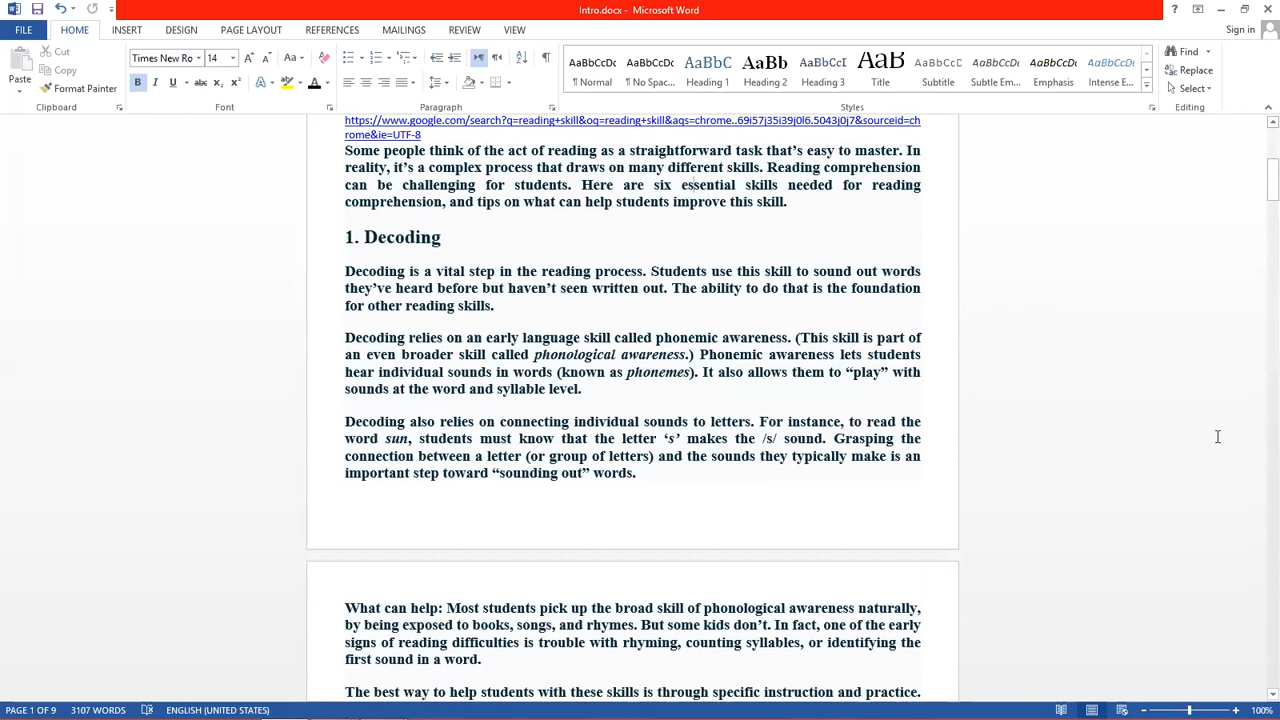 Intro.docx - Microsoft Word
?
FILE HOME INSERT DESIGN PAGE LAYOUT REFERENCES MAILINGS REVIEW VIEW Sign in
Paste Cut Copy Format Painter
Times New Ro 14 Aa
B I U abc x₂ x² A A
AaBbCcDc AaBbCcDc AaBbC AaBb AaBbCcI AaB AaBbCcDd AaBbCcDc AaBbCcDc AaBbCcDc
¶ Normal ¶ No Spac... Heading 1 Heading 2 Heading 3 Title Subtitle Subtle Em... Emphasis Intense E...
Find Replace Select
Clipboard Font Paragraph Styles Editing
https://www.google.com/search?q=reading+skill&oq=reading+skill&aqs=chrome..69i57j35i39j0l6.5043j0j7&sourceid=ch
rome&ie=UTF-8
Some people think of the act of reading as a straightforward task that’s easy to master. In
reality, it’s a complex process that draws on many different skills. Reading comprehension
can be challenging for students. Here are six essential skills needed for reading
comprehension, and tips on what can help students improve this skill.
1. Decoding
Decoding is a vital step in the reading process. Students use this skill to sound out words
they’ve heard before but haven’t seen written out. The ability to do that is the foundation
for other reading skills.
Decoding relies on an early language skill called phonemic awareness. (This skill is part of
an even broader skill called phonological awareness.) Phonemic awareness lets students
hear individual sounds in words (known as phonemes). It also allows them to “play” with
sounds at the word and syllable level.
Decoding also relies on connecting individual sounds to letters. For instance, to read the
word sun, students must know that the letter ‘s’ makes the /s/ sound. Grasping the
connection between a letter (or group of letters) and the sounds they typically make is an
important step toward “sounding out” words.
What can help: Most students pick up the broad skill of phonological awareness naturally,
by being exposed to books, songs, and rhymes. But some kids don’t. In fact, one of the early
signs of reading difficulties is trouble with rhyming, counting syllables, or identifying the
first sound in a word.
The best way to help students with these skills is through specific instruction and practice.
PAGE 1 OF 9 3107 WORDS ENGLISH (UNITED STATES) 100%